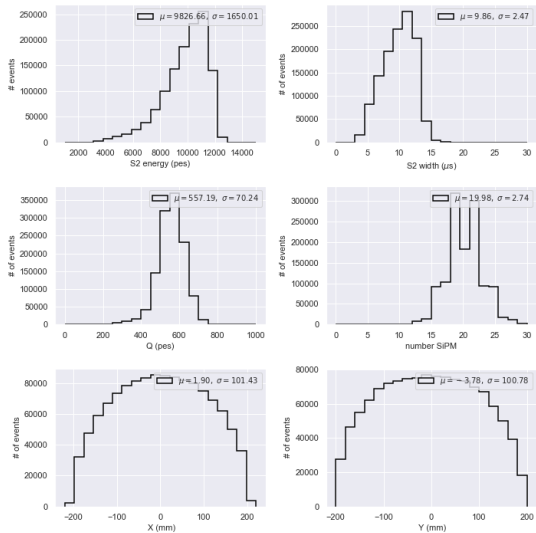 μ = 9826.66, σ = 1650.01
250000
200000
150000
100000
50000
0
# of events
2000 4000 6000 8000 10000 12000 14000
S2 energy (pes)
μ = 9.86, σ = 2.47
250000
200000
150000
100000
50000
0
# of events
0 5 10 15 20 25 30
S2 width (μs)
μ = 557.19, σ = 70.24
350000
300000
250000
200000
150000
100000
50000
0
# of events
0 200 400 600 800 1000
Q (pes)
μ = 19.98, σ = 2.74
300000
250000
200000
150000
100000
50000
0
# of events
0 5 10 15 20 25 30
number SiPM
μ = 1.90, σ = 101.43
80000
60000
40000
20000
0
# of events
−200 −100 0 100 200
X (mm)
μ = −3.78, σ = 100.78
80000
60000
40000
20000
0
# of events
−200 −100 0 100 200
Y (mm)